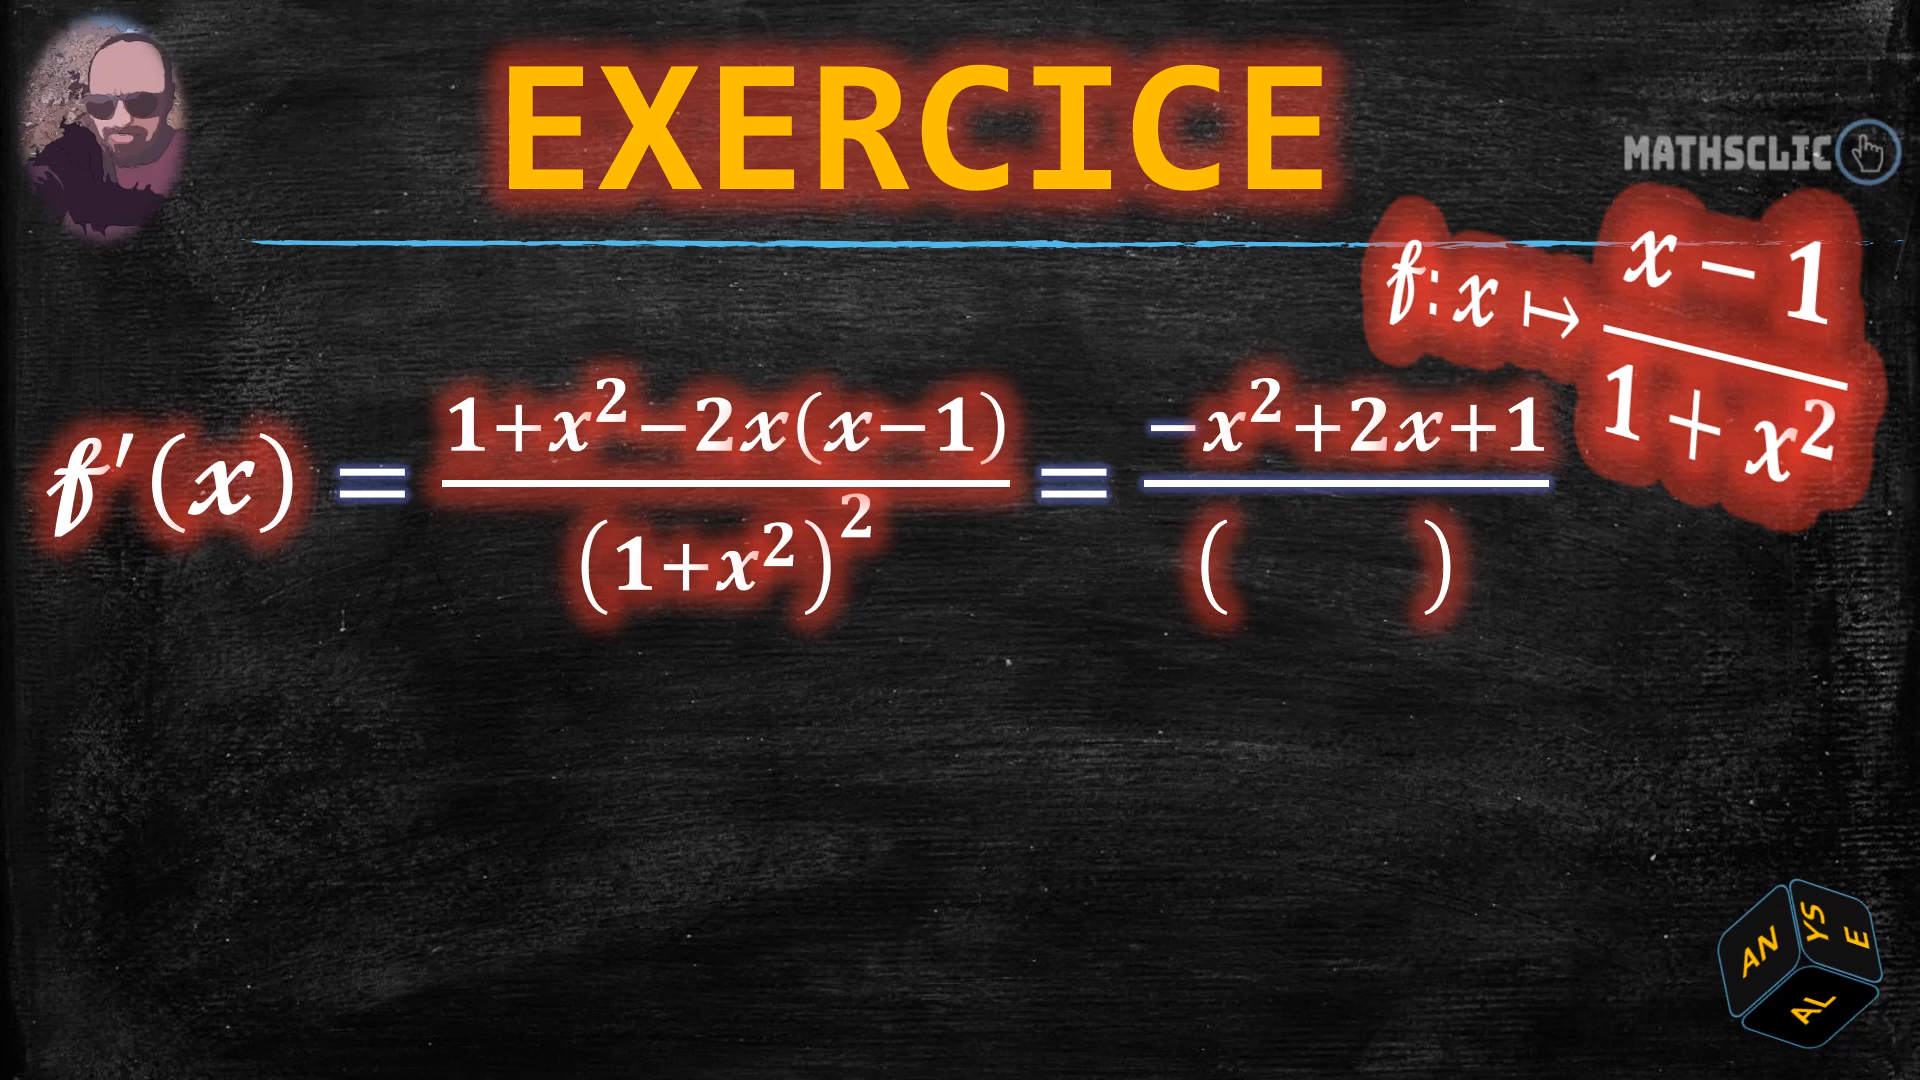 EXERCICE
MATHSCLIC
f: x ↦ (x − 1)/(1 + x²)
f′(x) = (1+x²−2x(x−1))/(1+x²)² = (−x²+2x+1)/(  )
AN
AL
YS
E